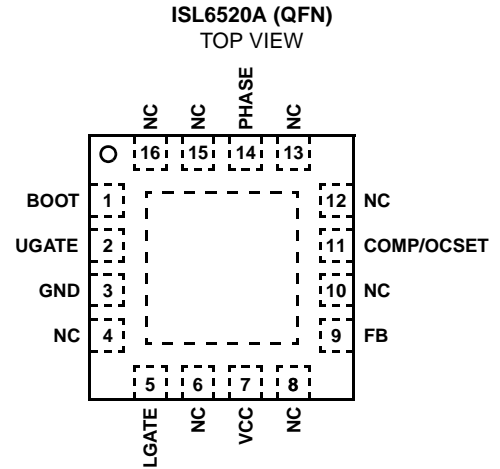 ISL6520A (QFN)
TOP VIEW
NC
NC
PHASE
NC
16 15 14 13
BOOT 1
UGATE 2
GND 3
NC 4
12 NC
11 COMP/OCSET
10 NC
9 FB
5 6 7 8
LGATE
NC
VCC
NC